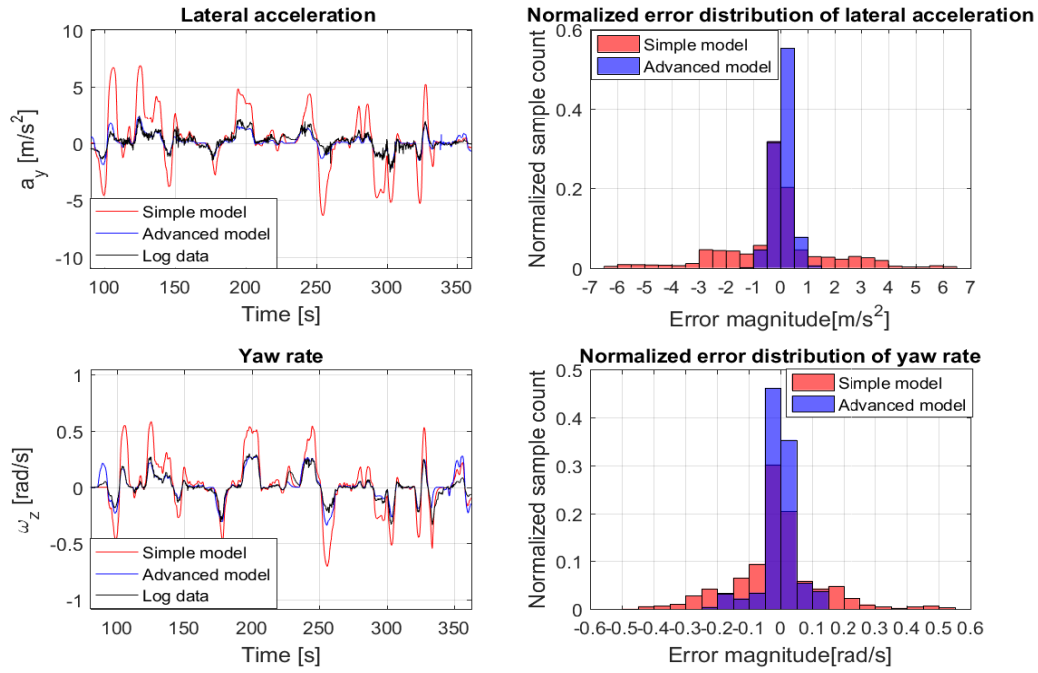 Lateral acceleration
10
5
0
-5
-10
a_y [m/s^2]
Simple model
Advanced model
Log data
100 150 200 250 300 350
Time [s]
Normalized error distribution of lateral acceleration
0.6
0.4
0.2
0
Normalized sample count
Simple model
Advanced model
-7 -6 -5 -4 -3 -2 -1 0 1 2 3 4 5 6 7
Error magnitude[m/s^2]
Yaw rate
1
0.5
0
-0.5
-1
ω_z [rad/s]
Simple model
Advanced model
Log data
100 150 200 250 300 350
Time [s]
Normalized error distribution of yaw rate
0.5
0.4
0.3
0.2
0.1
0
Normalized sample count
Simple model
Advanced model
-0.6 -0.5 -0.4 -0.3 -0.2 -0.1 0 0.1 0.2 0.3 0.4 0.5 0.6
Error magnitude[rad/s]